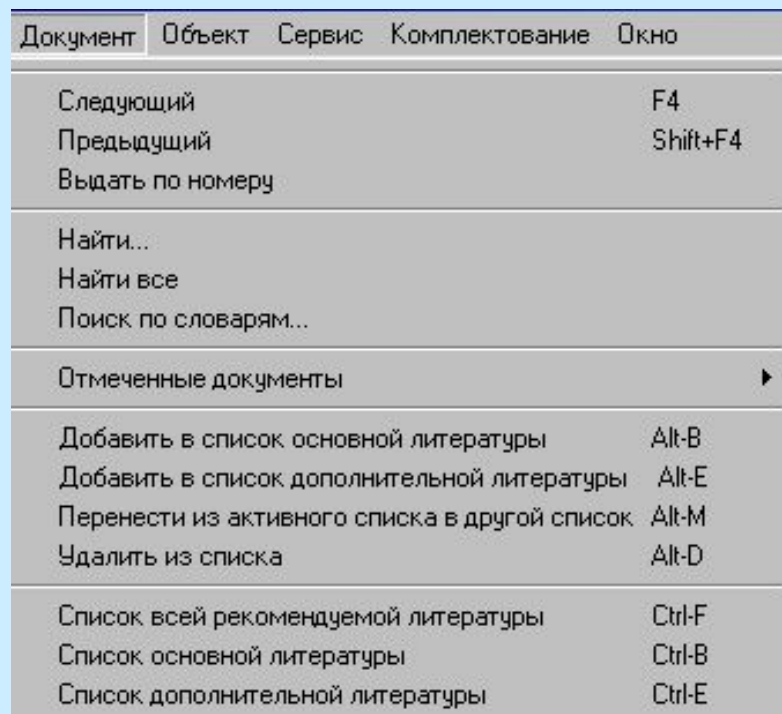 Документ Объект Сервис Комплектование Окно
Следующий F4
Предыдущий Shift+F4
Выдать по номеру
Найти...
Найти все
Поиск по словарям...
Отмеченные документы
Добавить в список основной литературы Alt-B
Добавить в список дополнительной литературы Alt-E
Перенести из активного списка в другой список Alt-M
Удалить из списка Alt-D
Список всей рекомендуемой литературы Ctrl-F
Список основной литературы Ctrl-B
Список дополнительной литературы Ctrl-E